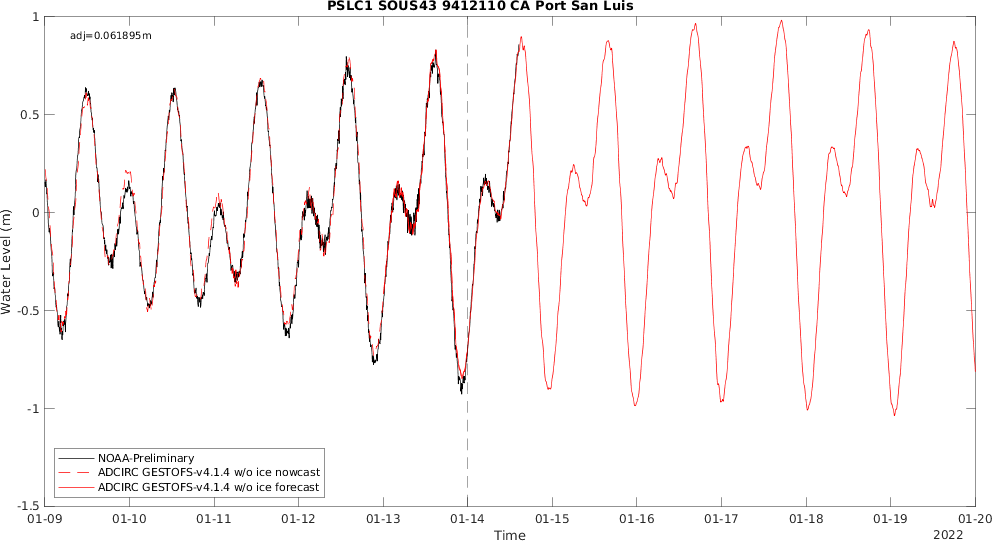 PSLC1 SOUS43 9412110 CA Port San Luis
adj=0.061895m
1
0.5
0
-0.5
-1
-1.5
Water Level (m)
NOAA-Preliminary
ADCIRC GESTOFS-v4.1.4 w/o ice nowcast
ADCIRC GESTOFS-v4.1.4 w/o ice forecast
01-09 01-10 01-11 01-12 01-13 01-14 01-15 01-16 01-17 01-18 01-19 01-20
Time
2022